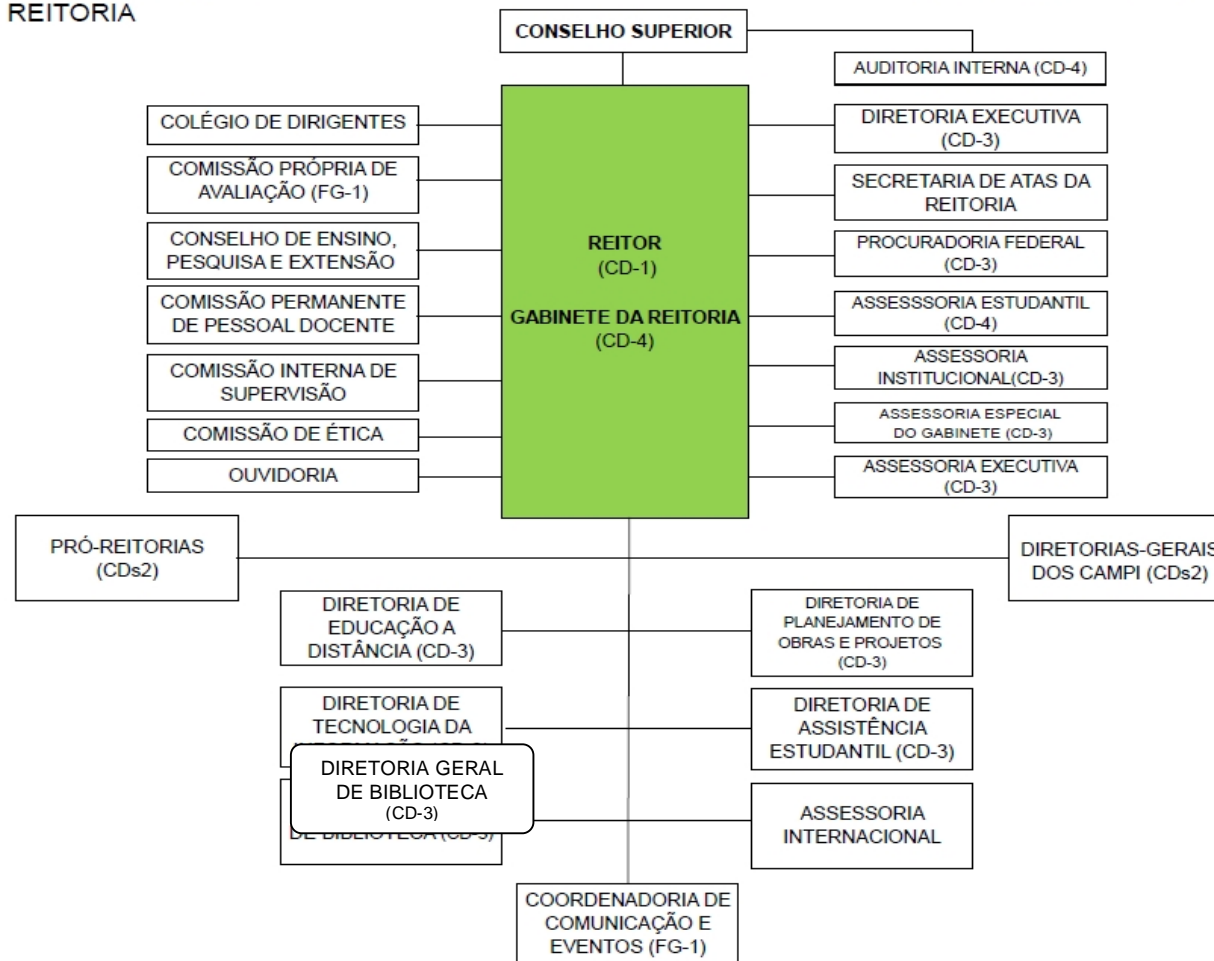 REITORIA
CONSELHO SUPERIOR
AUDITORIA INTERNA (CD-4)
COLÉGIO DE DIRIGENTES
COMISSÃO PRÓPRIA DE
AVALIAÇÃO (FG-1)
CONSELHO DE ENSINO,
PESQUISA E EXTENSÃO
COMISSÃO PERMANENTE
DE PESSOAL DOCENTE
COMISSÃO INTERNA DE
SUPERVISÃO
COMISSÃO DE ÉTICA
OUVIDORIA
REITOR
(CD-1)
GABINETE DA REITORIA
(CD-4)
DIRETORIA EXECUTIVA
(CD-3)
SECRETARIA DE ATAS DA
REITORIA
PROCURADORIA FEDERAL
(CD-3)
ASSESSSORIA ESTUDANTIL
(CD-4)
ASSESSORIA
INSTITUCIONAL(CD-3)
ASSESSORIA ESPECIAL
DO GABINETE (CD-3)
ASSESSORIA EXECUTIVA
(CD-3)
PRÓ-REITORIAS
(CDs2)
DIRETORIAS-GERAIS
DOS CAMPI (CDs2)
DIRETORIA DE
EDUCAÇÃO A
DISTÂNCIA (CD-3)
DIRETORIA DE
PLANEJAMENTO DE
OBRAS E PROJETOS
(CD-3)
DIRETORIA DE
TECNOLOGIA DA
DIRETORIA DE
ASSISTÊNCIA
ESTUDANTIL (CD-3)
DIRETORIA GERAL
DE BIBLIOTECA
(CD-3)
DE BIBLIOTECA (CD-3)
ASSESSORIA
INTERNACIONAL
COORDENADORIA DE
COMUNICAÇÃO E
EVENTOS (FG-1)